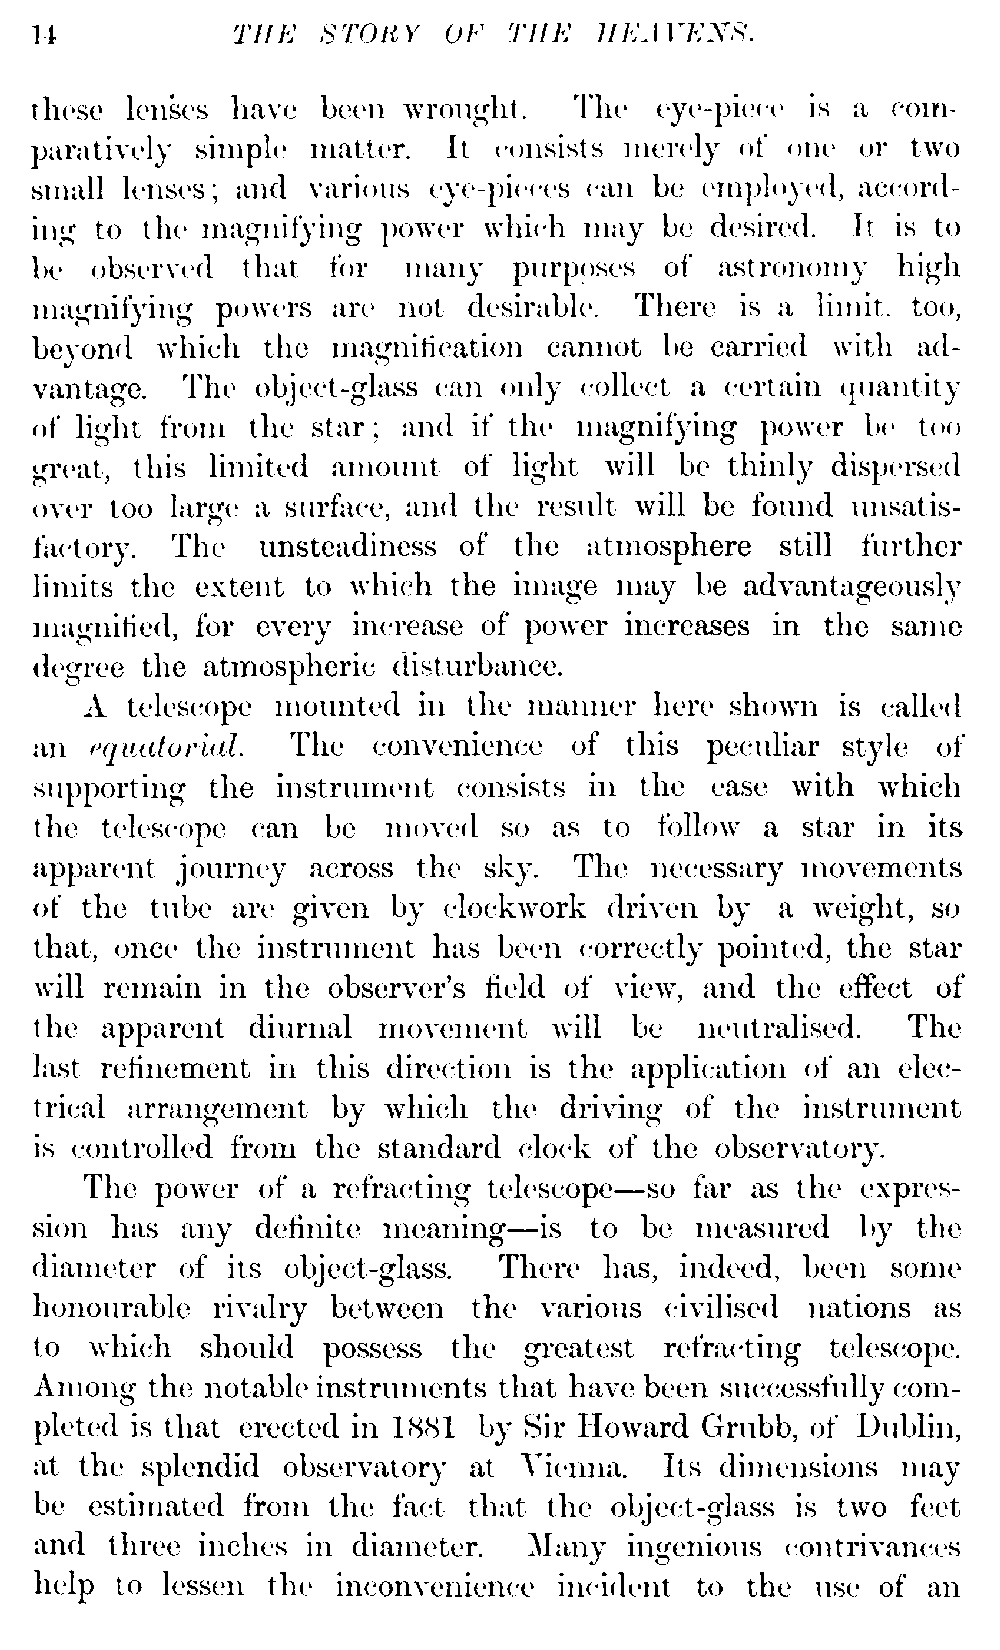 14 THE STORY OF THE HEAVENS.
these lenses have been wrought. The eye-piece is a com-
paratively simple matter. It consists merely of one or two
small lenses; and various eye-pieces can be employed, accord-
ing to the magnifying power which may be desired. It is to
be observed that for many purposes of astronomy high
magnifying powers are not desirable. There is a limit, too,
beyond which the magnification cannot be carried with ad-
vantage. The object-glass can only collect a certain quantity
of light from the star; and if the magnifying power be too
great, this limited amount of light will be thinly dispersed
over too large a surface, and the result will be found unsatis-
factory. The unsteadiness of the atmosphere still further
limits the extent to which the image may be advantageously
magnified, for every increase of power increases in the same
degree the atmospheric disturbance.
A telescope mounted in the manner here shown is called
an equatorial. The convenience of this peculiar style of
supporting the instrument consists in the ease with which
the telescope can be moved so as to follow a star in its
apparent journey across the sky. The necessary movements
of the tube are given by clockwork driven by a weight, so
that, once the instrument has been correctly pointed, the star
will remain in the observer's field of view, and the effect of
the apparent diurnal movement will be neutralised. The
last refinement in this direction is the application of an elec-
trical arrangement by which the driving of the instrument
is controlled from the standard clock of the observatory.
The power of a refracting telescope—so far as the expres-
sion has any definite meaning—is to be measured by the
diameter of its object-glass. There has, indeed, been some
honourable rivalry between the various civilised nations as
to which should possess the greatest refracting telescope.
Among the notable instruments that have been successfully com-
pleted is that erected in 1881 by Sir Howard Grubb, of Dublin,
at the splendid observatory at Vienna. Its dimensions may
be estimated from the fact that the object-glass is two feet
and three inches in diameter. Many ingenious contrivances
help to lessen the inconvenience incident to the use of an